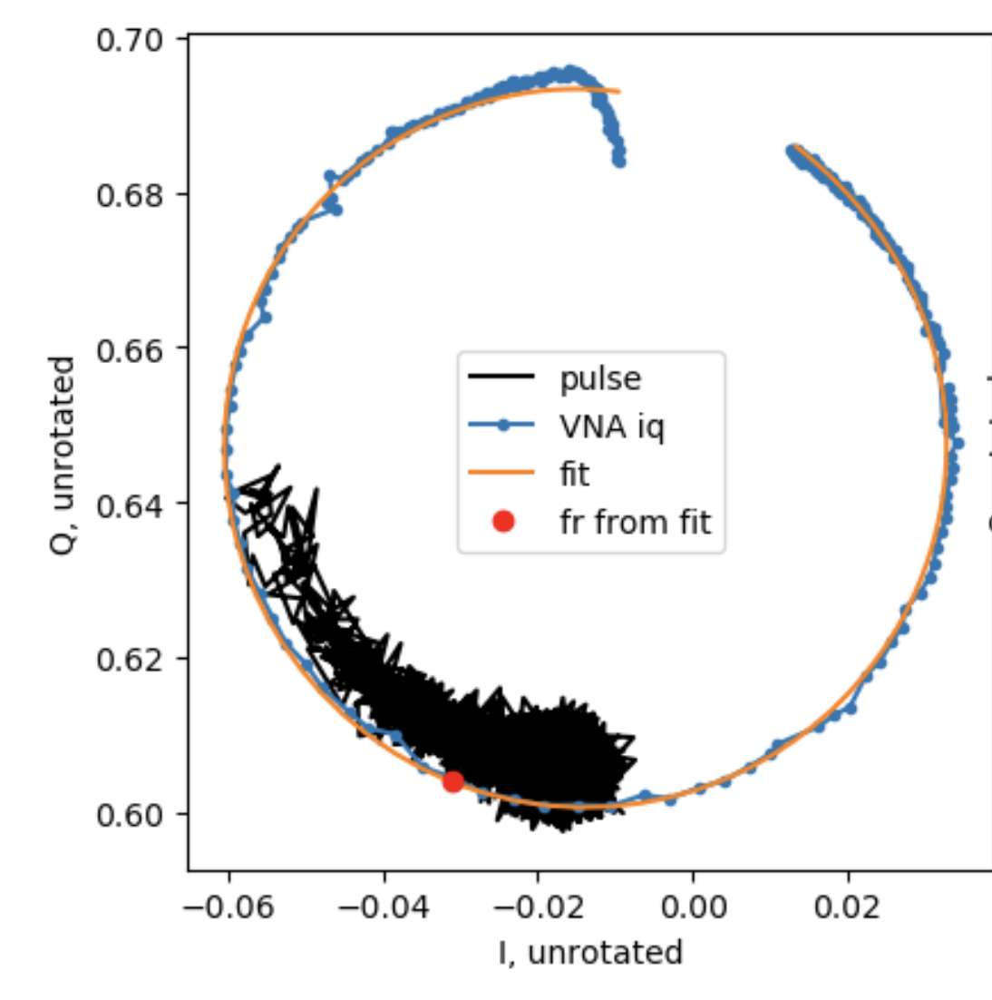 0.70
0.68
0.66
0.64
0.62
0.60
Q, unrotated
pulse
VNA iq
fit
fr from fit
−0.06 −0.04 −0.02 0.00 0.02
I, unrotated